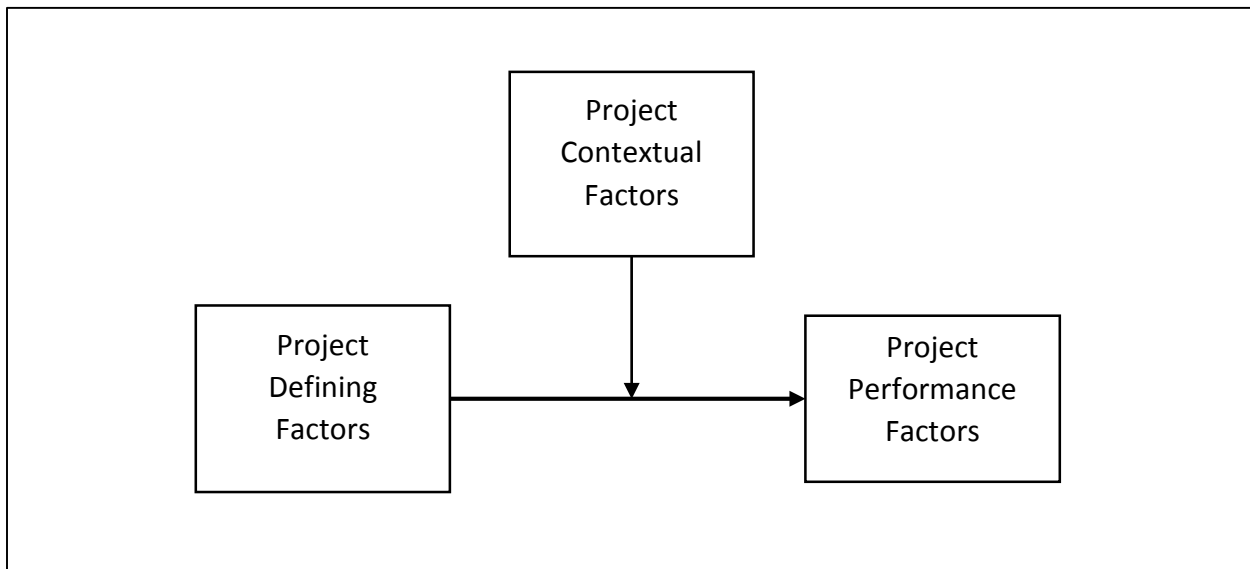 Project
Contextual
Factors
Project
Defining
Factors
Project
Performance
Factors